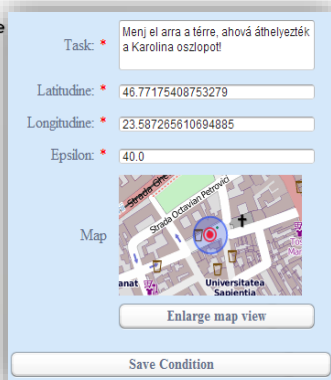 e
Task: * Menj el arra a térre, ahová áthelyezték
a Karolina oszlopot!
Latitudine: * 46.77175408753279
Longitudine: * 23.587265610694885
Epsilon: * 40.0
Map
Strada Octavian Petrovici
anat
Universitatea
Sapientia
Enlarge map view
Save Condition